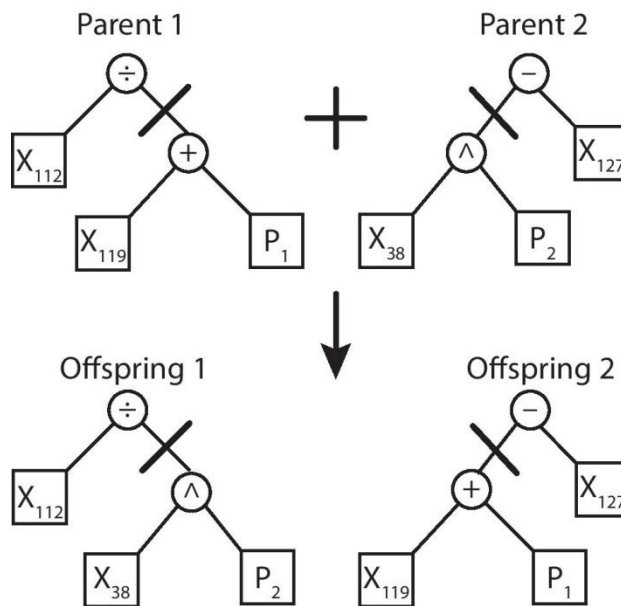 Parent 1
Parent 2
÷
−
+
X112
+
^
X127
X119
P1
X38
P2
Offspring 1
Offspring 2
÷
−
X112
^
+
X127
X38
P2
X119
P1